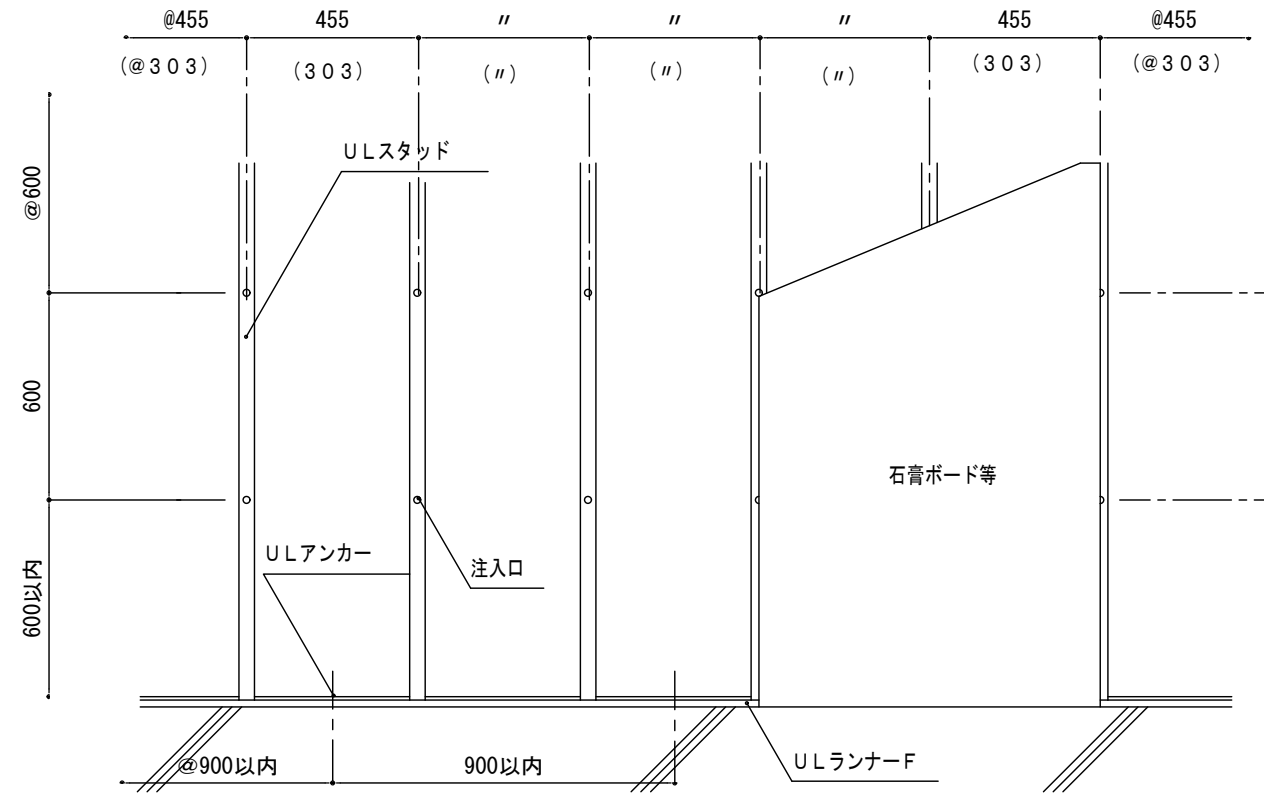 @455 455 〃 〃 〃 455 @455
(@303) (303) (〃) (〃) (〃) (303) (@303)
ULスタッド
@600
600
石膏ボード等
ULアンカー
注入口
600以内
@900以内 900以内
ULランナーF